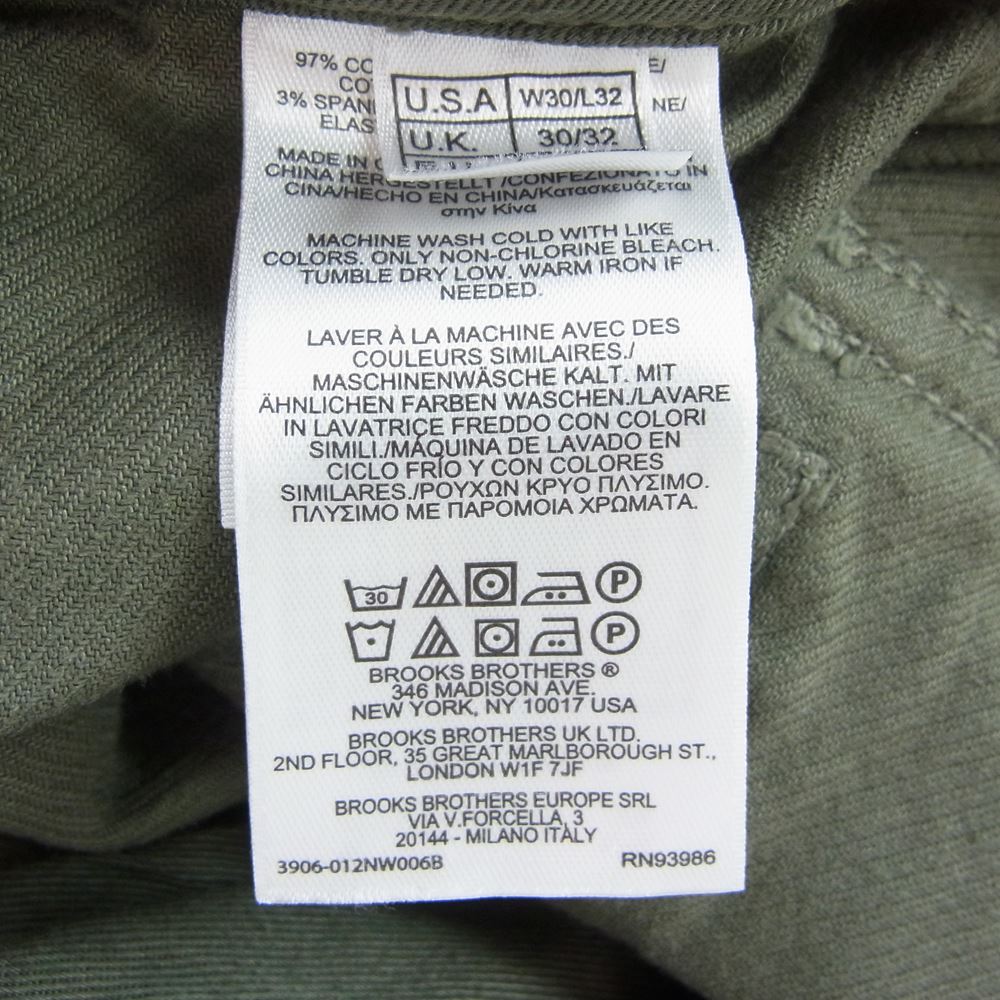 97%
E/
3%
NE/
U.S.A W30/L32
U.K. 30/32
MADE IN
CHINA HERGESTELLT /CONFEZIONATO IN
CINA/HECHO EN CHINA/Κατασκευάζεται
στην Κίνα
MACHINE WASH COLD WITH LIKE
COLORS. ONLY NON-CHLORINE BLEACH.
TUMBLE DRY LOW. WARM IRON IF
NEEDED.
LAVER À LA MACHINE AVEC DES
COULEURS SIMILAIRES./
MASCHINENWÄSCHE KALT. MIT
ÄHNLICHEN FARBEN WASCHEN./LAVARE
IN LAVATRICE FREDDO CON COLORI
SIMILI./MÁQUINA DE LAVADO EN
CICLO FRÍO Y CON COLORES
SIMILARES./ΡΟΥΧΩΝ ΚΡΥΟ ΠΛΥΣΙΜΟ.
ΠΛΥΣΙΜΟ ΜΕ ΠΑΡΟΜΟΙΑ ΧΡΩΜΑΤΑ.
30 P
P
BROOKS BROTHERS ®
346 MADISON AVE.
NEW YORK, NY 10017 USA
BROOKS BROTHERS UK LTD.
2ND FLOOR, 35 GREAT MARLBOROUGH ST.,
LONDON W1F 7JF
BROOKS BROTHERS EUROPE SRL
VIA V.FORCELLA, 3
20144 - MILANO ITALY
3906-012NW006B RN93986